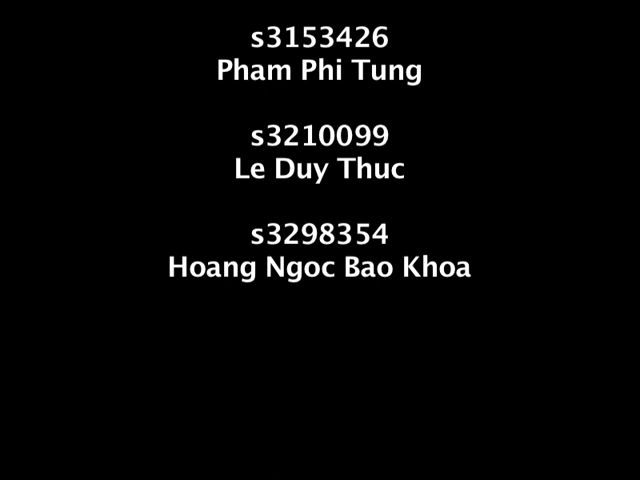 s3153426
Pham Phi Tung
s3210099
Le Duy Thuc
s3298354
Hoang Ngoc Bao Khoa